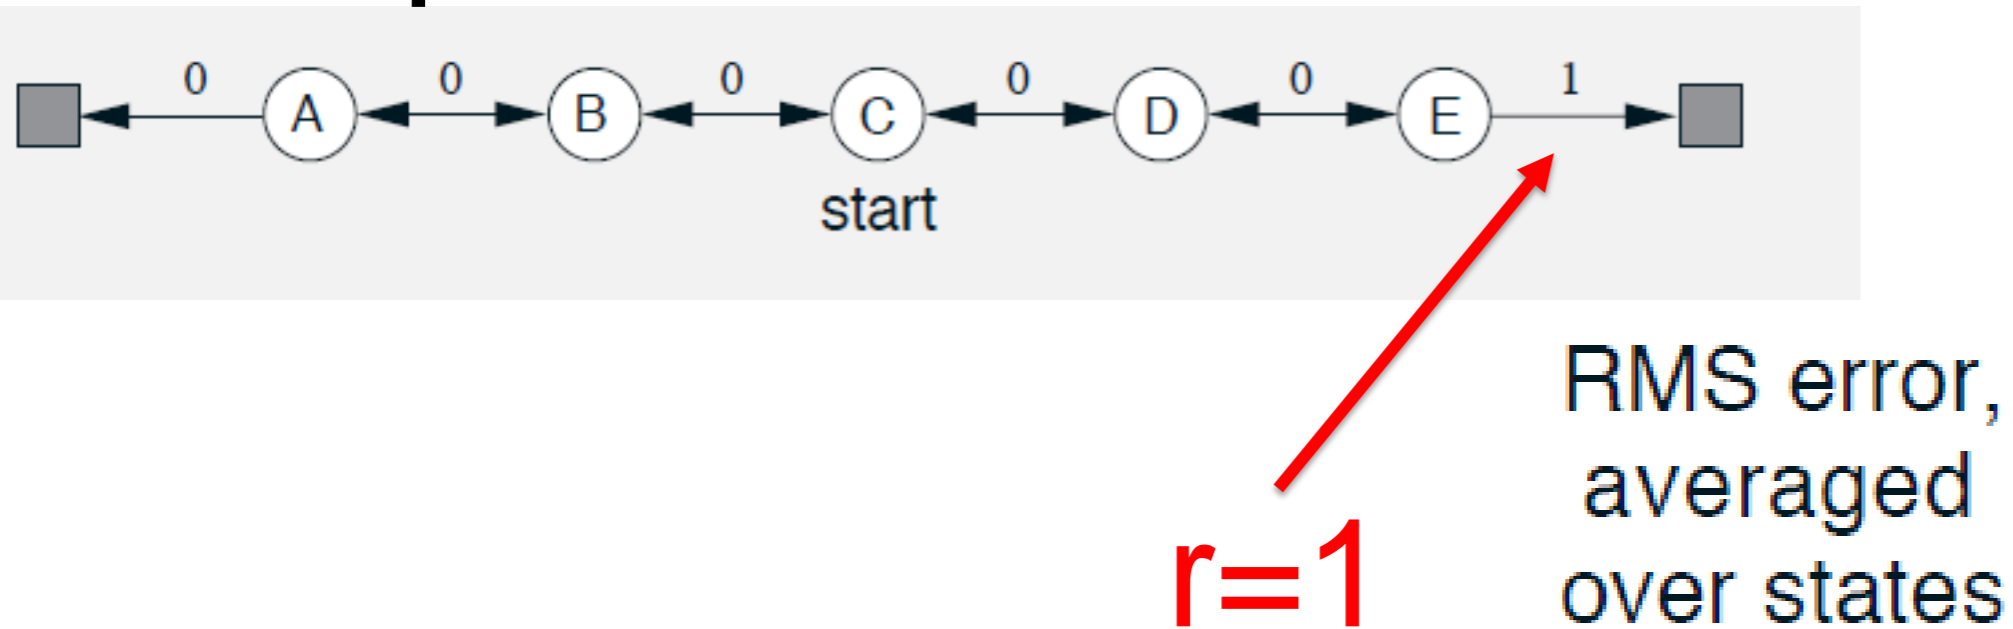 0 0 0 0 0 1
A B C D E
start
RMS error,
averaged
r=1
over states